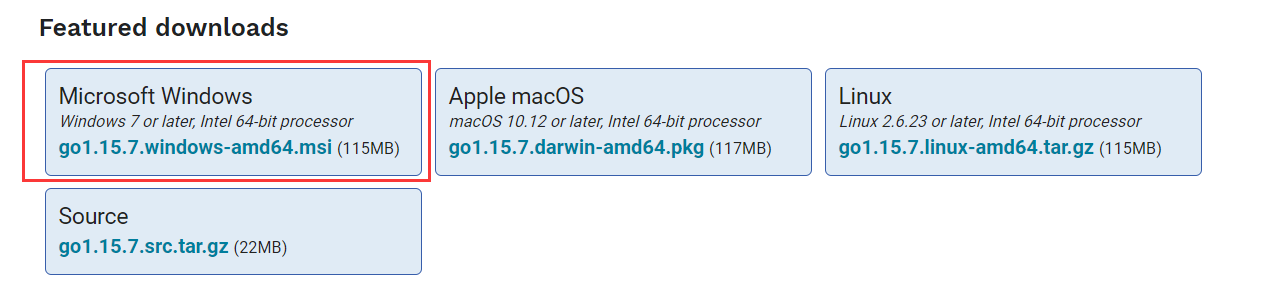 Featured downloads
Microsoft Windows
Windows 7 or later, Intel 64-bit processor
go1.15.7.windows-amd64.msi (115MB)
Apple macOS
macOS 10.12 or later, Intel 64-bit processor
go1.15.7.darwin-amd64.pkg (117MB)
Linux
Linux 2.6.23 or later, Intel 64-bit processor
go1.15.7.linux-amd64.tar.gz (115MB)
Source
go1.15.7.src.tar.gz (22MB)